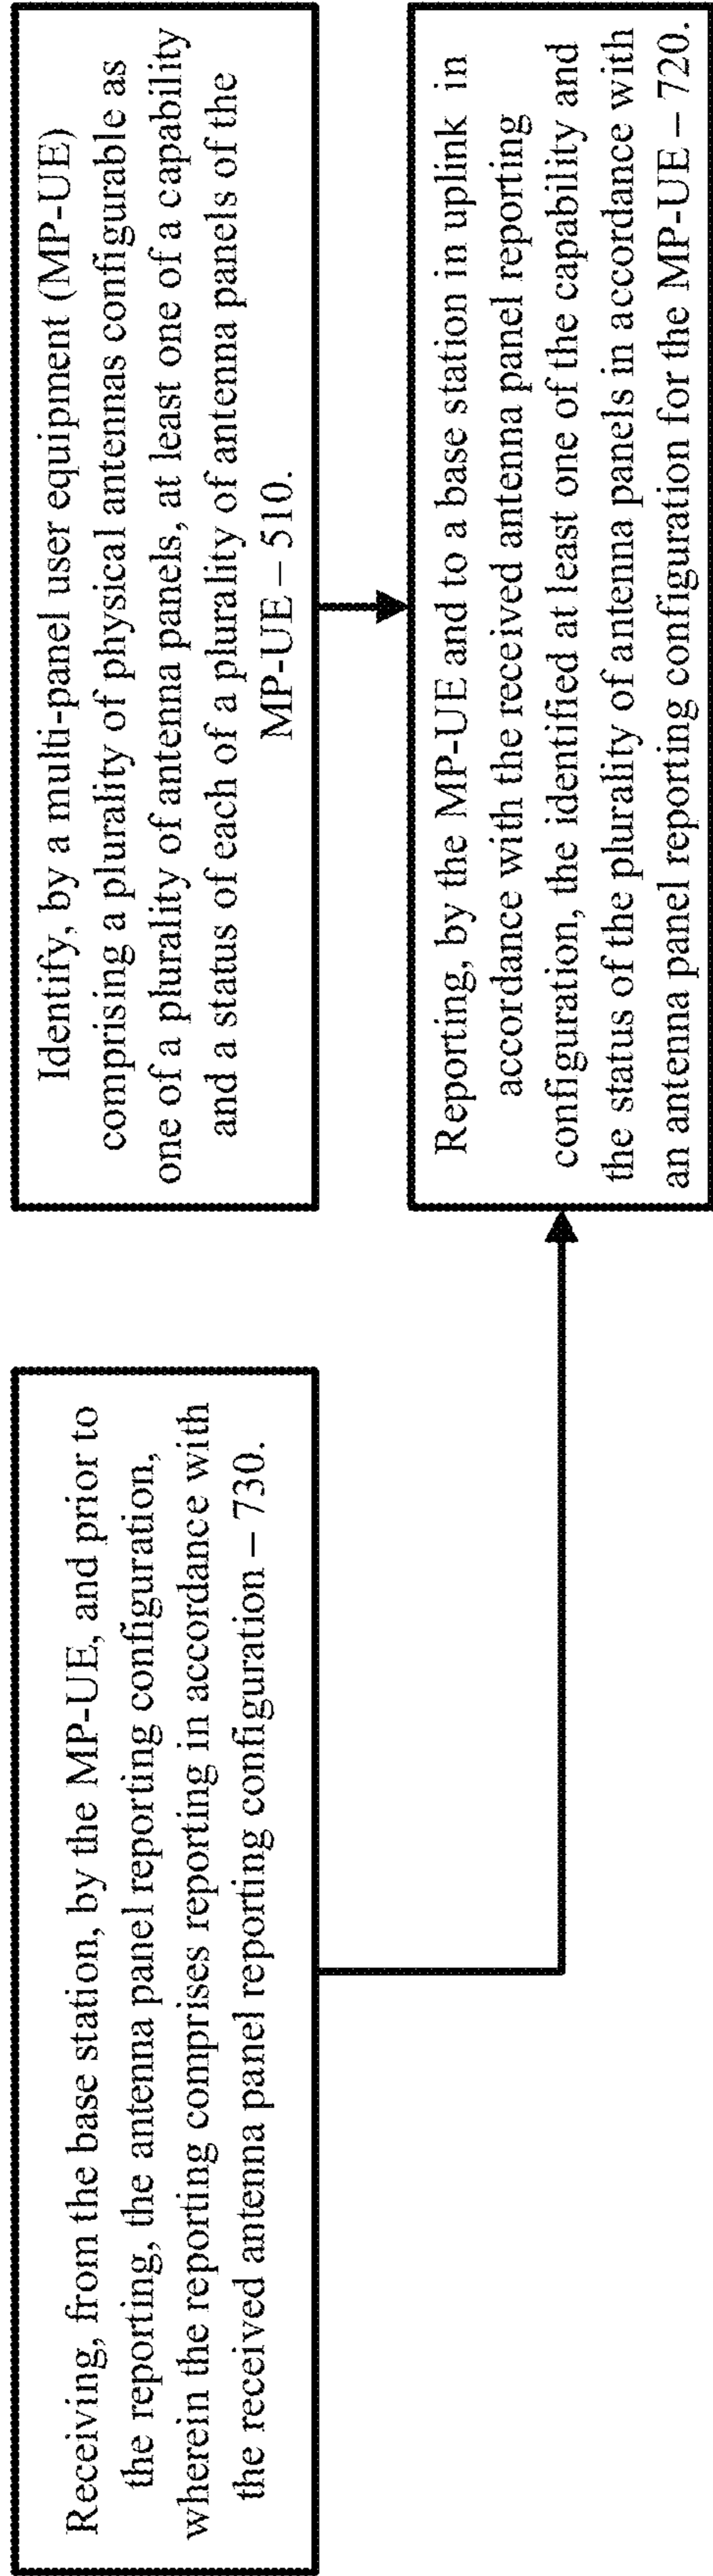 Identify, by a multi-panel user equipment (MP-UE)
comprising a plurality of physical antennas configurable as
one of a plurality of antenna panels, at least one of a capability
and a status of each of a plurality of antenna panels of the
MP-UE – 510.
Receiving, from the base station, by the MP-UE, and prior to
the reporting, the antenna panel reporting configuration,
wherein the reporting comprises reporting in accordance with
the received antenna panel reporting configuration – 730.
Reporting, by the MP-UE and to a base station in uplink in
accordance with the received antenna panel reporting
configuration, the identified at least one of the capability and
the status of the plurality of antenna panels in accordance with
an antenna panel reporting configuration for the MP-UE – 720.